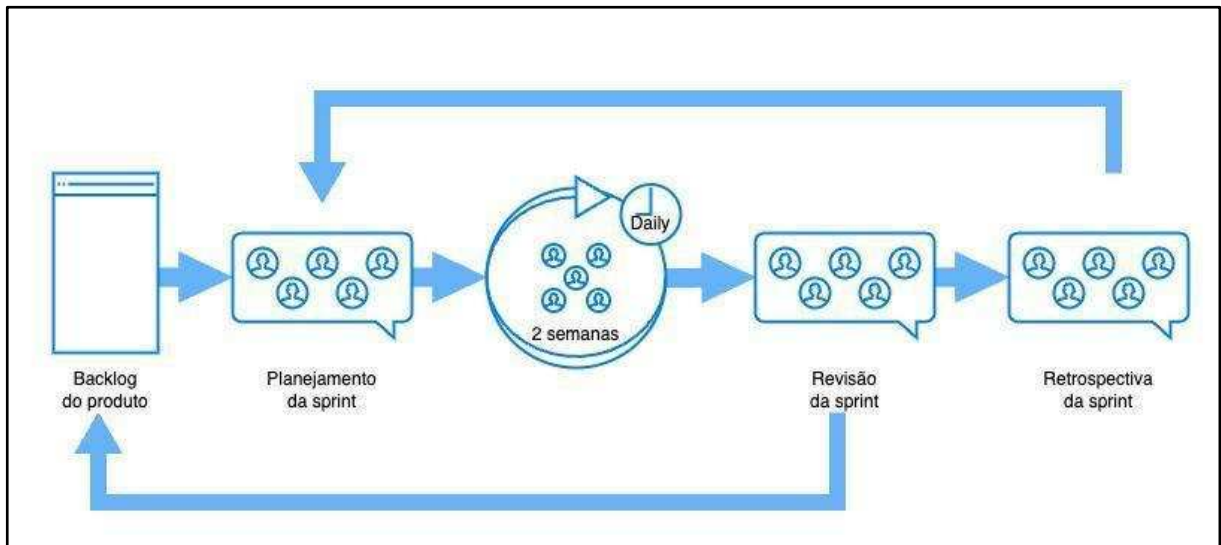 Daily
2 semanas
Backlog
do produto
Planejamento
da sprint
Revisão
da sprint
Retrospectiva
da sprint